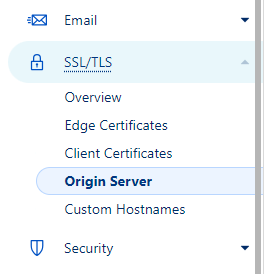 Email
SSL/TLS
Overview
Edge Certificates
Client Certificates
Origin Server
Custom Hostnames
Security